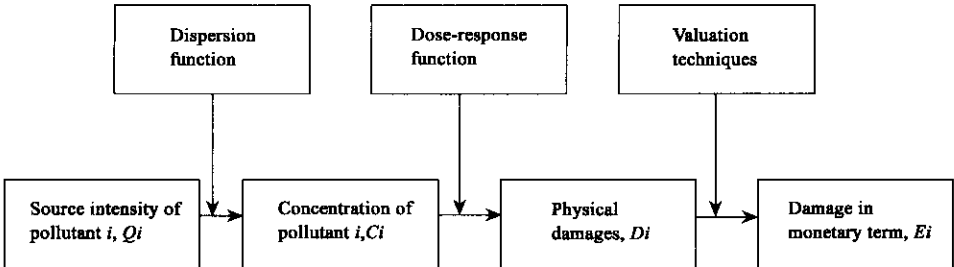 Dispersion
function
Dose-response
function
Valuation
techniques
Source intensity of
pollutant i, Qi
Concentration of
pollutant i,Ci
Physical
damages, Di
Damage in
monetary term, Ei